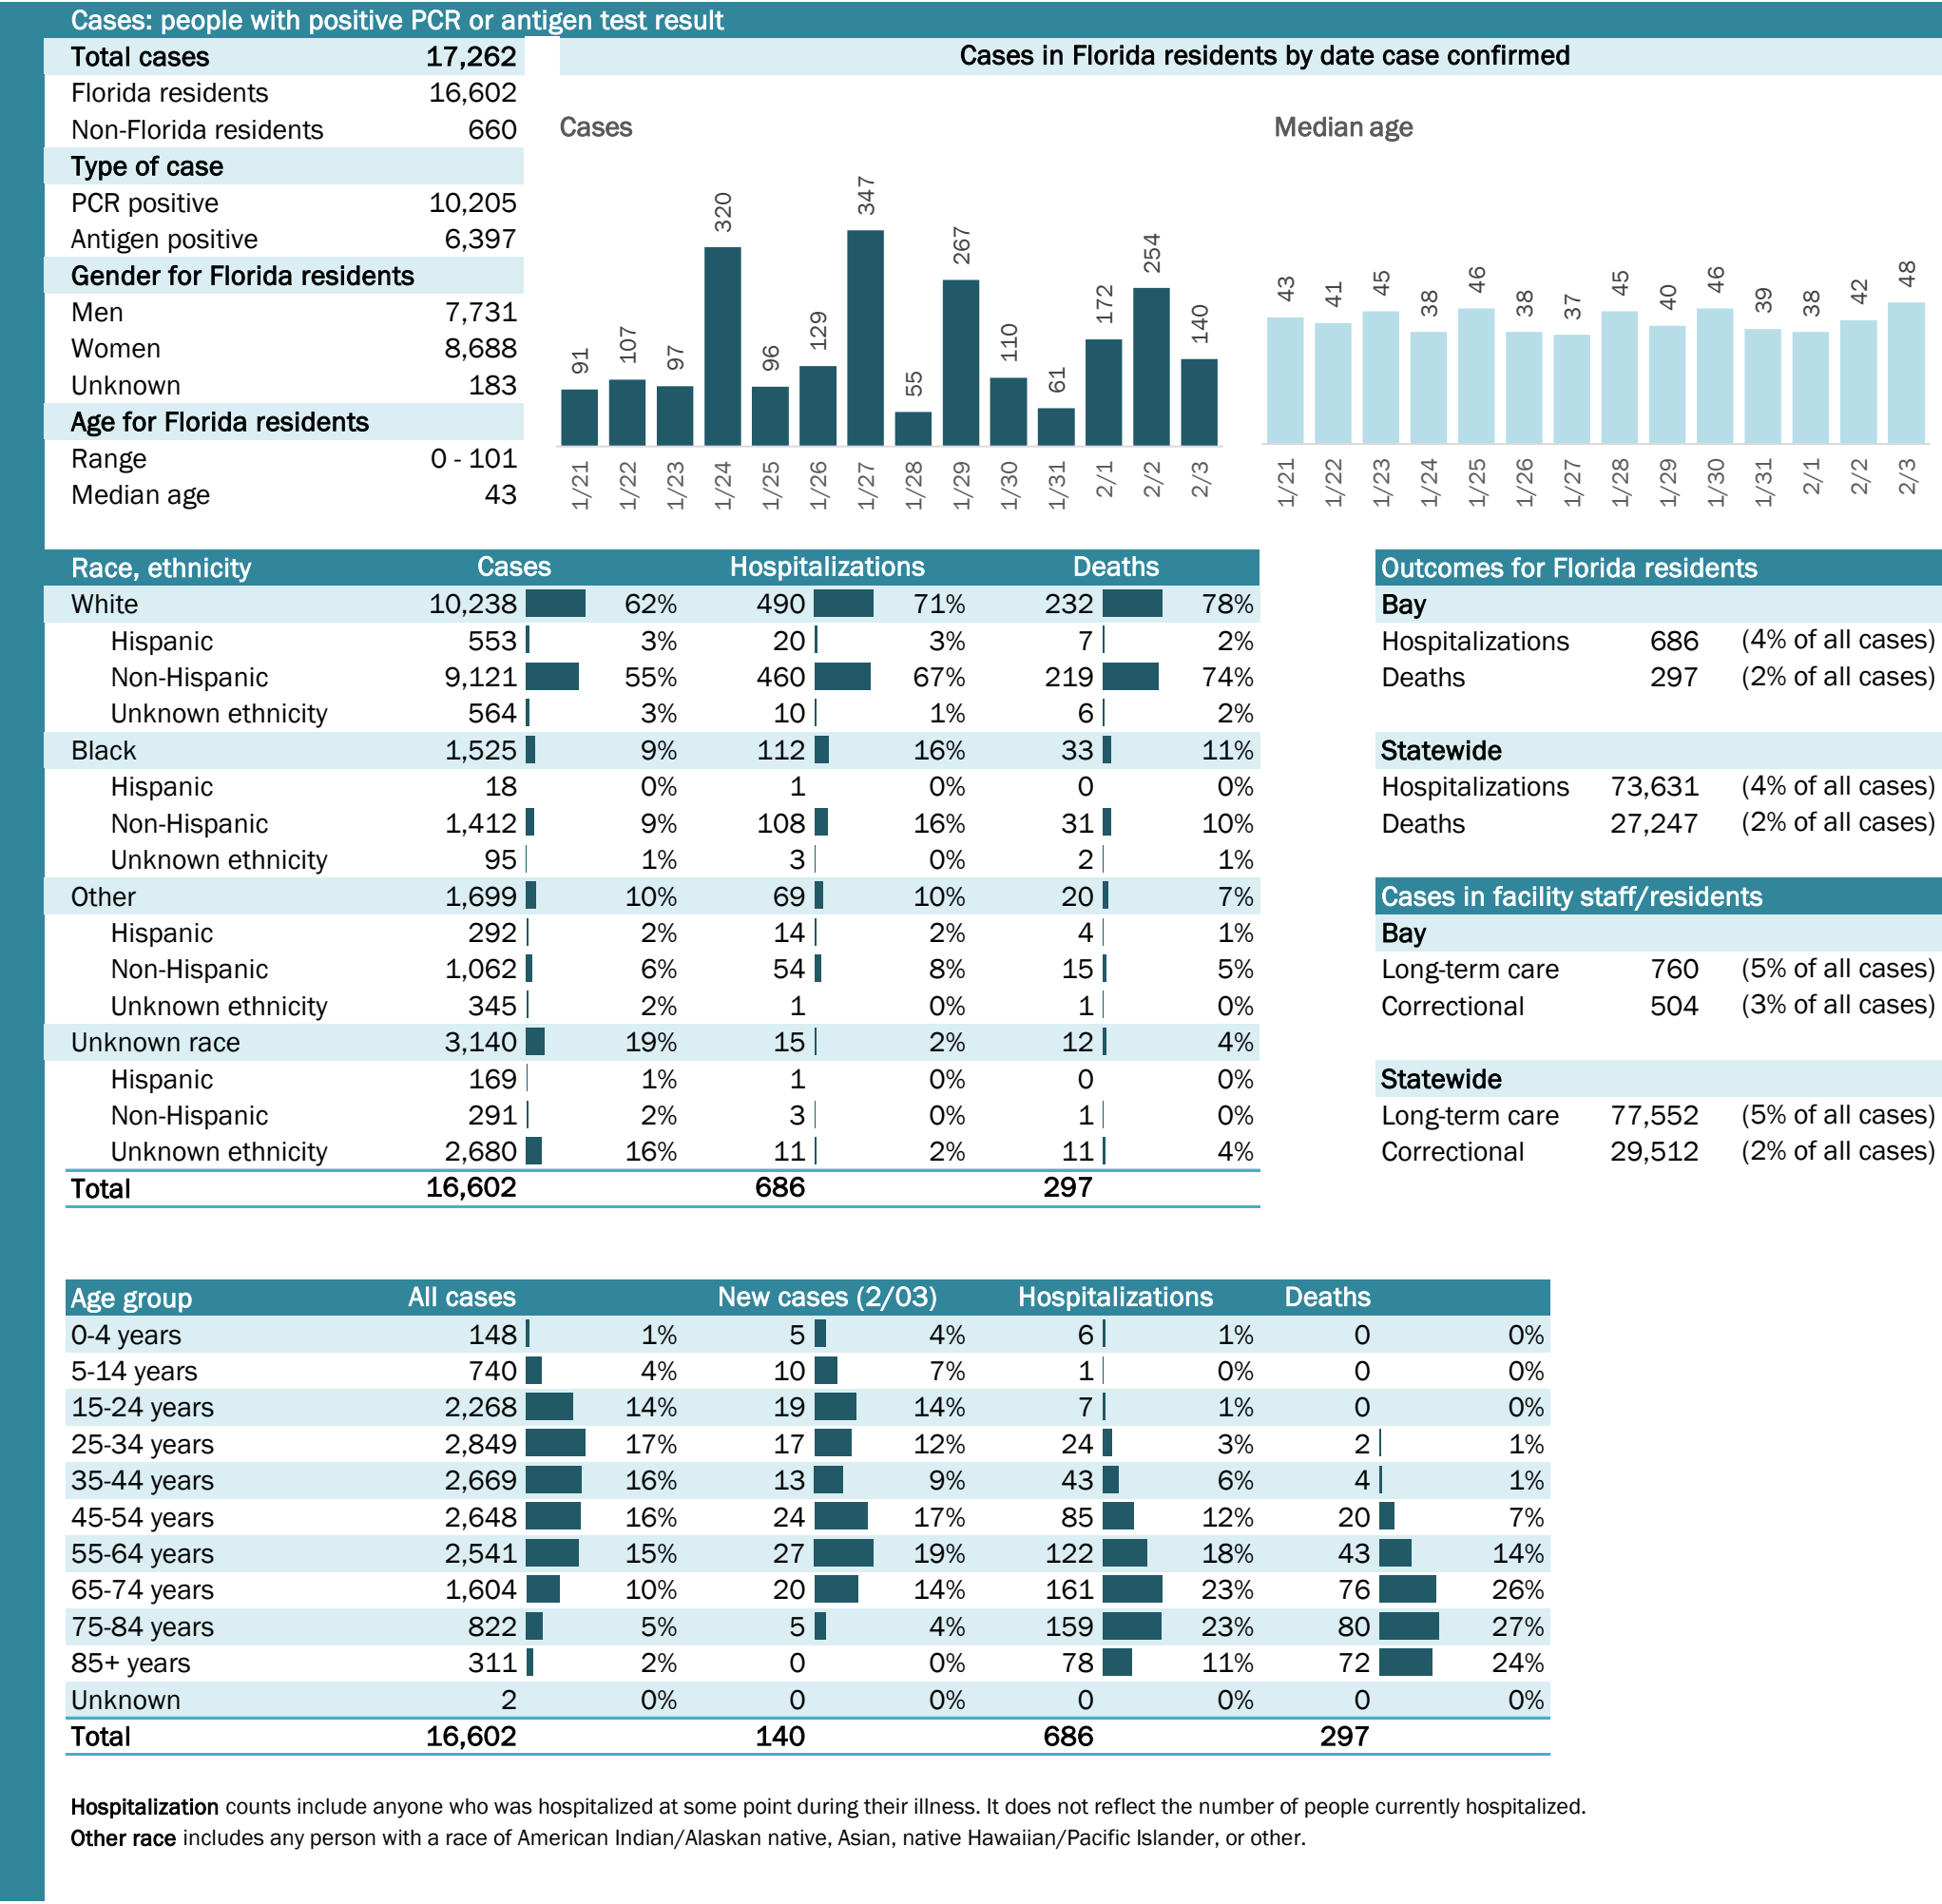 Cases: people with positive PCR or antigen test result
Total cases 17,262
Florida residents 16,602
Non-Florida residents 660
Type of case
PCR positive 10,205
Antigen positive 6,397
Gender for Florida residents
Men 7,731
Women 8,688
Unknown 183
Age for Florida residents
Range 0 - 101
Median age 43
Cases in Florida residents by date case confirmed
Cases
91 107 97 320 96 129 347 55 267 110 61 172 254 140
1/21 1/22 1/23 1/24 1/25 1/26 1/27 1/28 1/29 1/30 1/31 2/1 2/2 2/3
Median age
43 41 45 38 46 38 37 45 40 46 39 38 42 48
1/21 1/22 1/23 1/24 1/25 1/26 1/27 1/28 1/29 1/30 1/31 2/1 2/2 2/3
Race, ethnicity Cases Hospitalizations Deaths
White 10,238 62% 490 71% 232 78%
Hispanic 553 3% 20 3% 7 2%
Non-Hispanic 9,121 55% 460 67% 219 74%
Unknown ethnicity 564 3% 10 1% 6 2%
Black 1,525 9% 112 16% 33 11%
Hispanic 18 0% 1 0% 0 0%
Non-Hispanic 1,412 9% 108 16% 31 10%
Unknown ethnicity 95 1% 3 0% 2 1%
Other 1,699 10% 69 10% 20 7%
Hispanic 292 2% 14 2% 4 1%
Non-Hispanic 1,062 6% 54 8% 15 5%
Unknown ethnicity 345 2% 1 0% 1 0%
Unknown race 3,140 19% 15 2% 12 4%
Hispanic 169 1% 1 0% 0 0%
Non-Hispanic 291 2% 3 0% 1 0%
Unknown ethnicity 2,680 16% 11 2% 11 4%
Total 16,602 686 297
Outcomes for Florida residents
Bay
Hospitalizations 686 (4% of all cases)
Deaths 297 (2% of all cases)
Statewide
Hospitalizations 73,631 (4% of all cases)
Deaths 27,247 (2% of all cases)
Cases in facility staff/residents
Bay
Long-term care 760 (5% of all cases)
Correctional 504 (3% of all cases)
Statewide
Long-term care 77,552 (5% of all cases)
Correctional 29,512 (2% of all cases)
Age group All cases New cases (2/03) Hospitalizations Deaths
0-4 years 148 1% 5 4% 6 1% 0 0%
5-14 years 740 4% 10 7% 1 0% 0 0%
15-24 years 2,268 14% 19 14% 7 1% 0 0%
25-34 years 2,849 17% 17 12% 24 3% 2 1%
35-44 years 2,669 16% 13 9% 43 6% 4 1%
45-54 years 2,648 16% 24 17% 85 12% 20 7%
55-64 years 2,541 15% 27 19% 122 18% 43 14%
65-74 years 1,604 10% 20 14% 161 23% 76 26%
75-84 years 822 5% 5 4% 159 23% 80 27%
85+ years 311 2% 0 0% 78 11% 72 24%
Unknown 2 0% 0 0% 0 0% 0 0%
Total 16,602 140 686 297
Hospitalization counts include anyone who was hospitalized at some point during their illness. It does not reflect the number of people currently hospitalized.
Other race includes any person with a race of American Indian/Alaskan native, Asian, native Hawaiian/Pacific Islander, or other.